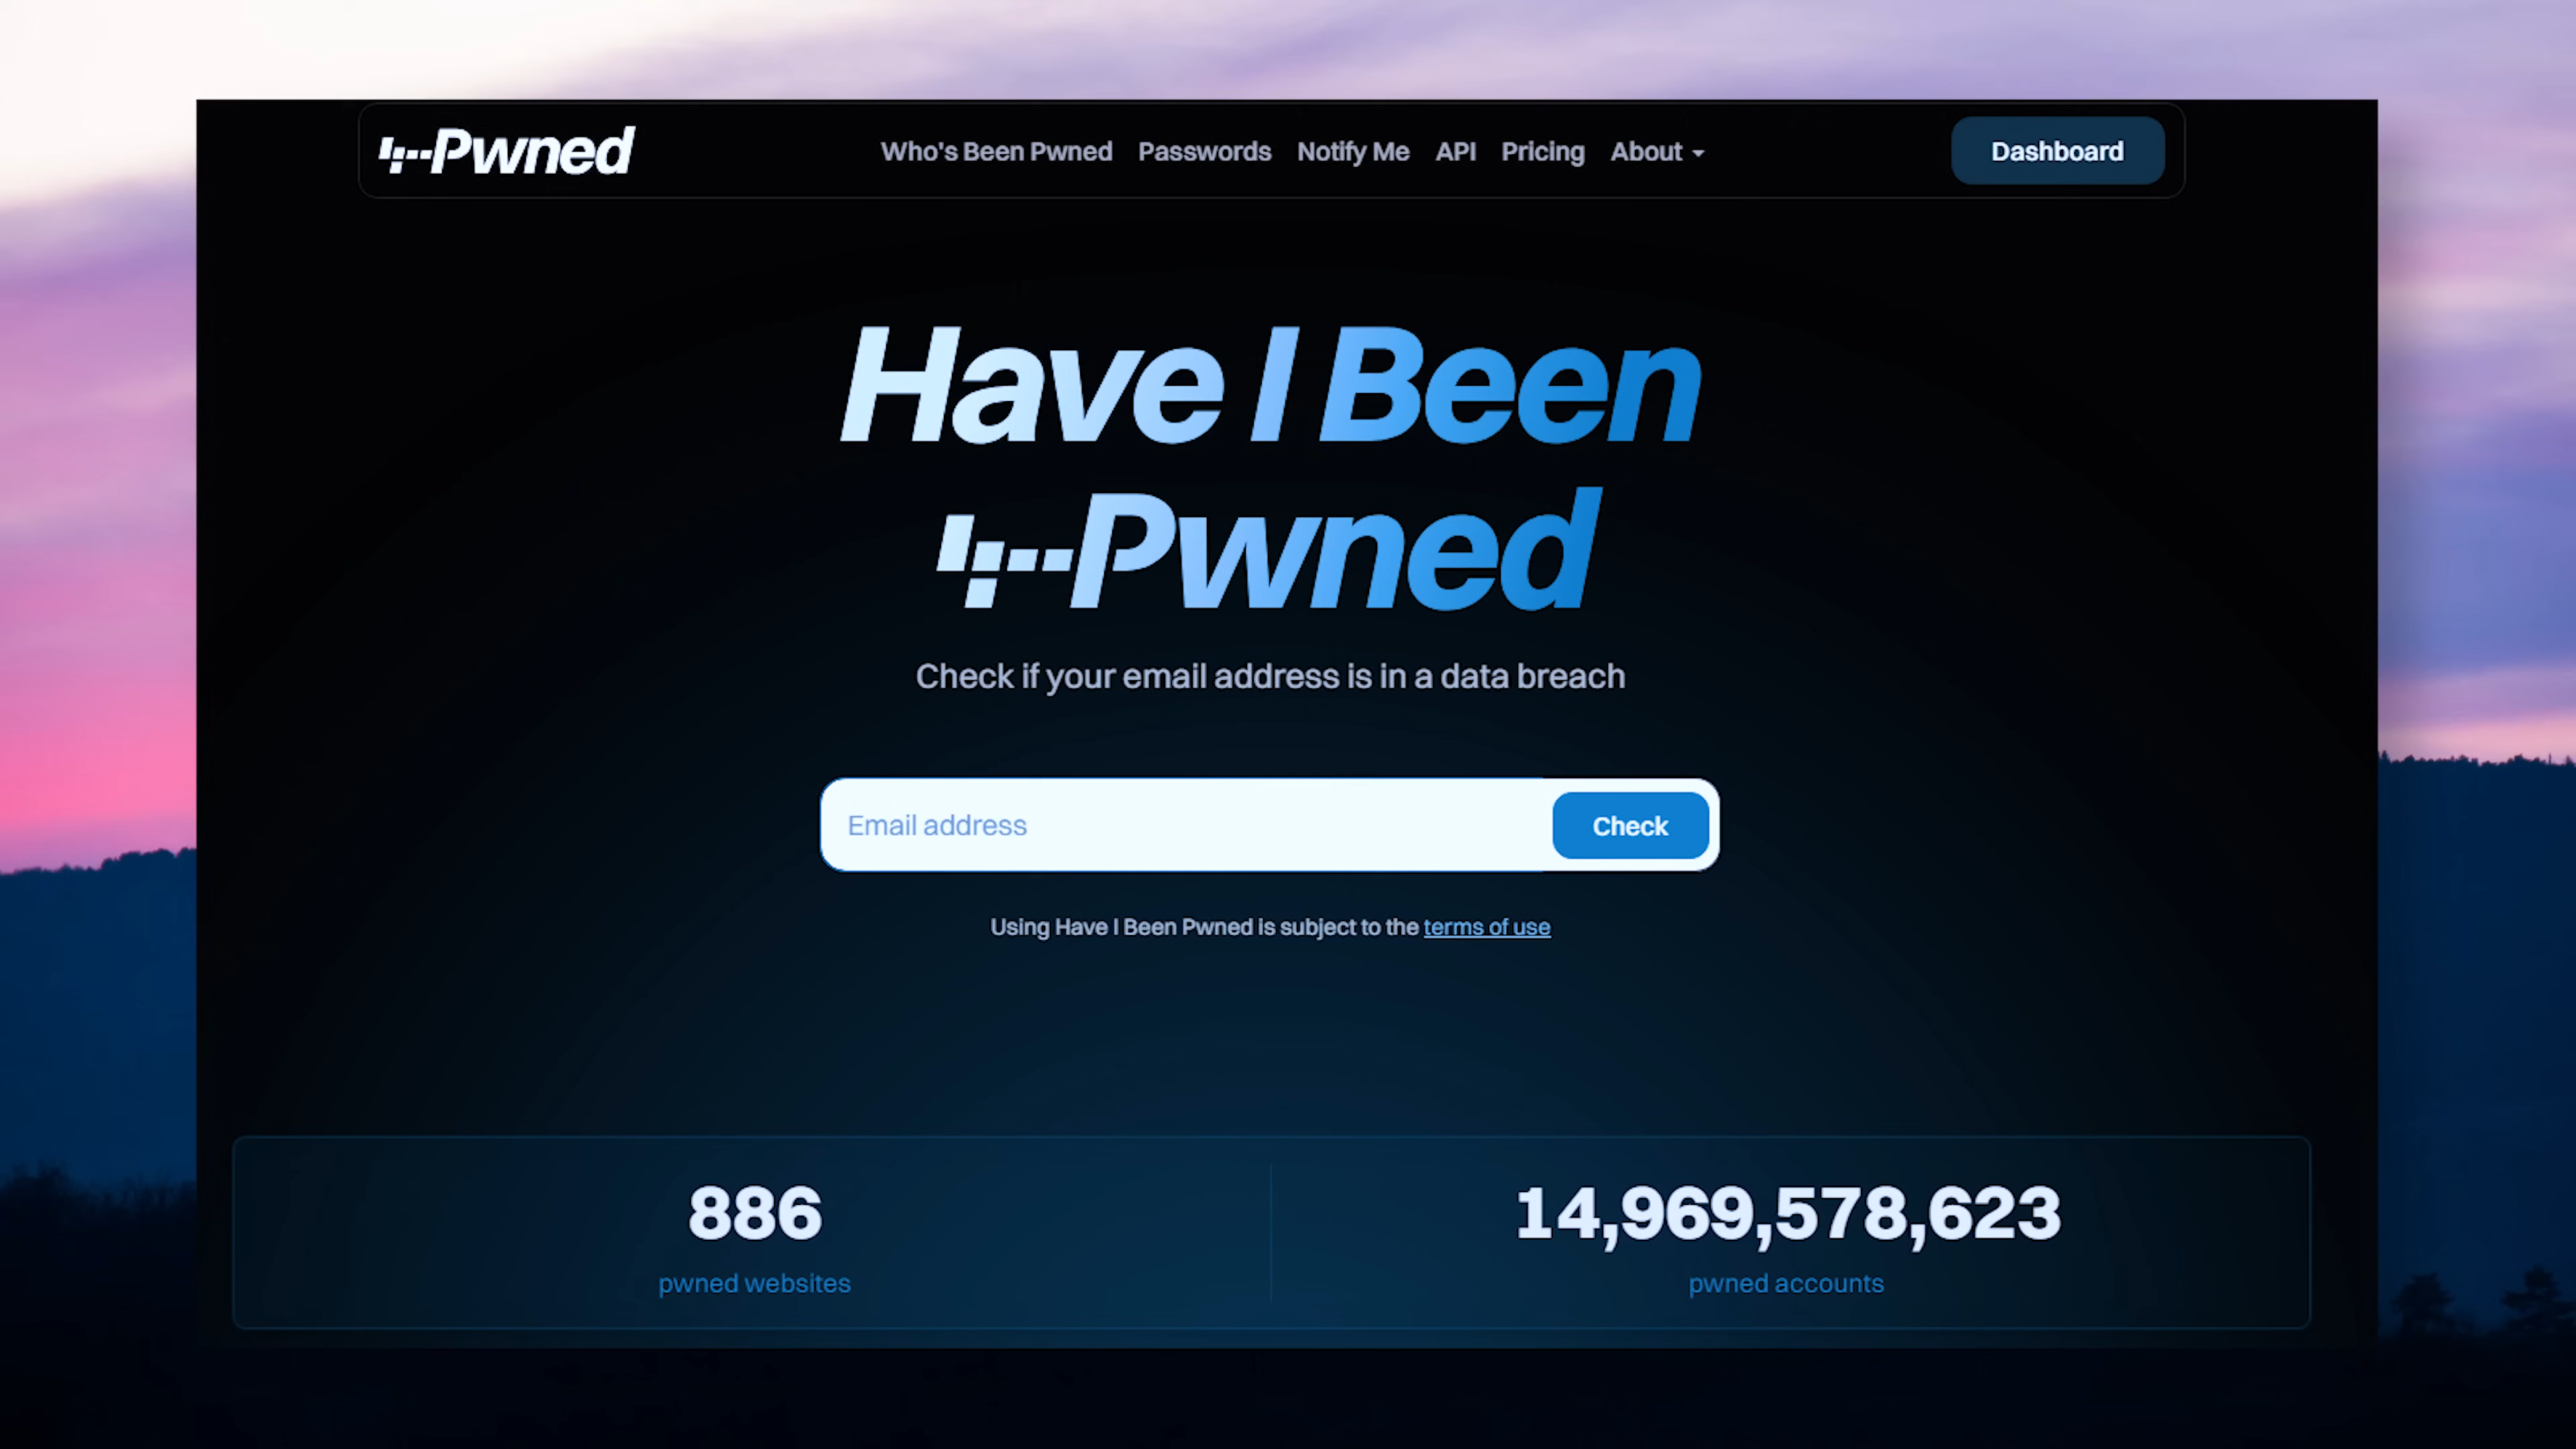 Pwned
Who's Been Pwned
Passwords
Notify Me
API
Pricing
About
Dashboard
Have I Been
Pwned
Check if your email address is in a data breach
Email address
Check
Using Have I Been Pwned is subject to the terms of use
886
pwned websites
14,969,578,623
pwned accounts